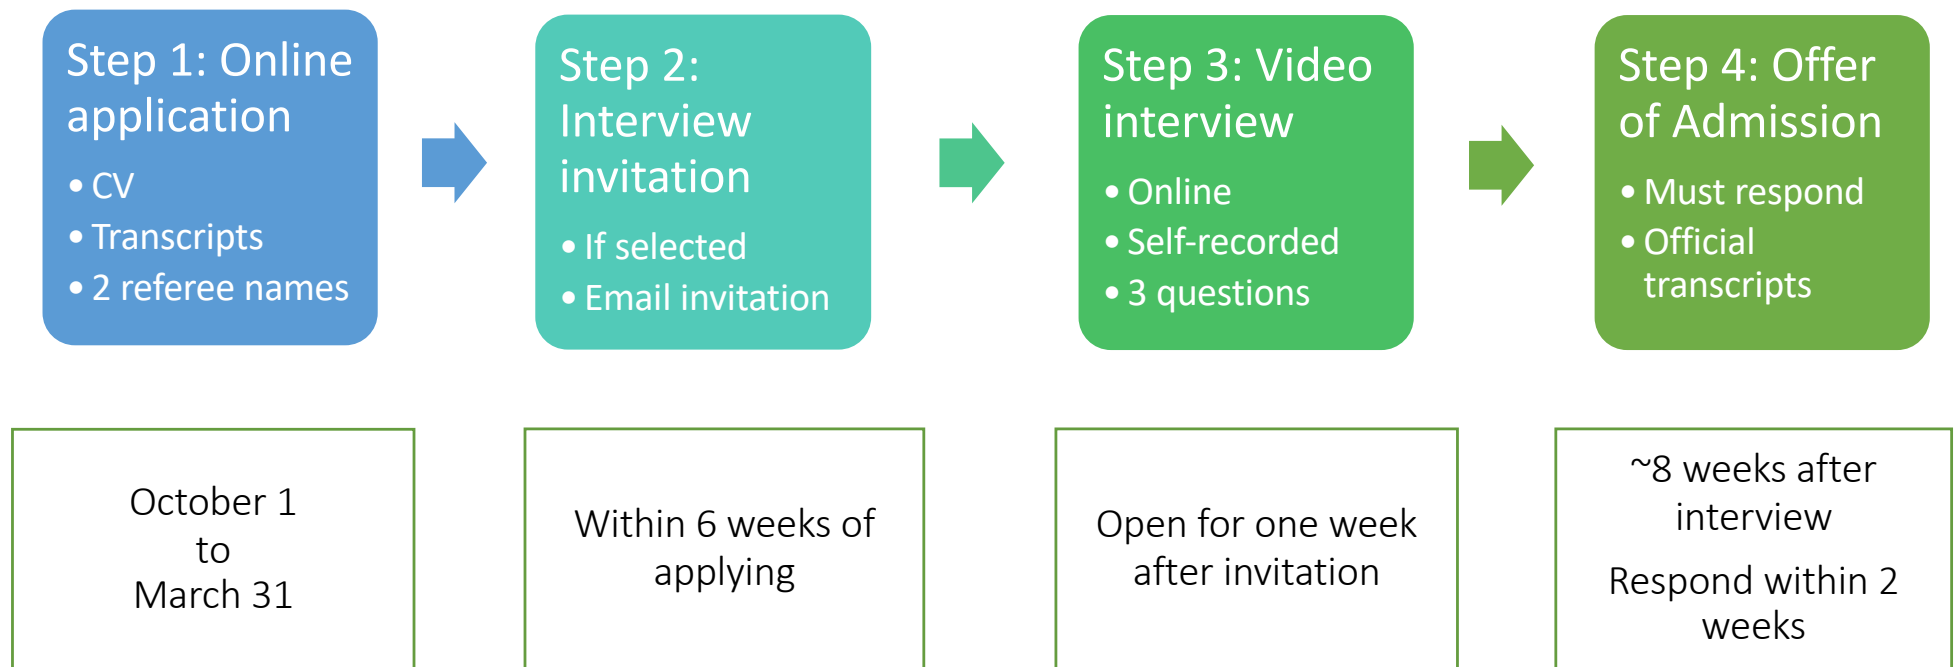 Step 1: Online
application
• CV
• Transcripts
• 2 referee names
Step 2:
Interview
invitation
• If selected
• Email invitation
Step 3: Video
interview
• Online
• Self-recorded
• 3 questions
Step 4: Offer
of Admission
• Must respond
• Official
transcripts
October 1
to
March 31
Within 6 weeks of
applying
Open for one week
after invitation
~8 weeks after
interview
Respond within 2
weeks